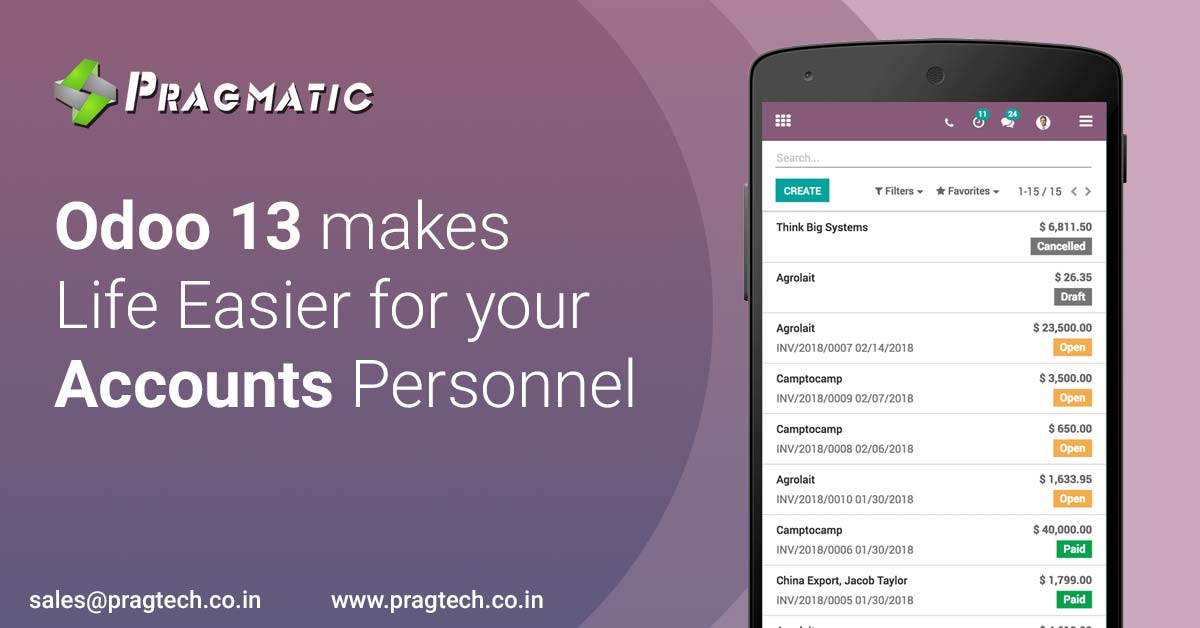 PRAGMATIC
Odoo 13 makes
Life Easier for your
Accounts Personnel
sales@pragtech.co.in www.pragtech.co.in
11 24
Search...
CREATE Filters Favorites 1-15 / 15
Think Big Systems $ 6,811.50
Cancelled
Agrolait $ 26.35
Draft
Agrolait $ 23,500.00
INV/2018/0007 02/14/2018 Open
Camptocamp $ 3,500.00
INV/2018/0009 02/07/2018 Open
Camptocamp $ 650.00
INV/2018/0008 02/06/2018 Open
Agrolait $ 1,633.95
INV/2018/0010 01/30/2018 Open
Camptocamp $ 40,000.00
INV/2018/0006 01/30/2018 Paid
China Export, Jacob Taylor $ 1,799.00
INV/2018/0005 01/30/2018 Paid